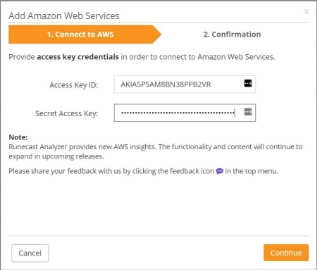 Add Amazon Web Services
1. Connect to AWS
2. Confirmation
Provide access key credentials in order to connect to Amazon Web Services.
Access Key ID: AKIA5PSAM8BN38PPB2VR
Secret Access Key:
Note:
Runecast Analyzer provides new AWS insights. The functionality and content will continue to
expand in upcoming releases.
Please share your feedback with us by clicking the feedback icon in the top menu.
Cancel
Continue